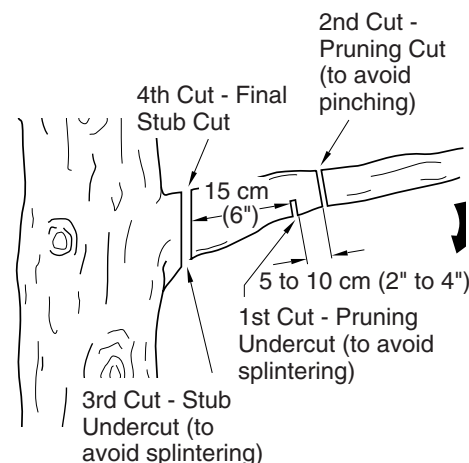 2nd Cut -
Pruning Cut
(to avoid
pinching)
4th Cut - Final
Stub Cut
15 cm
(6")
5 to 10 cm (2" to 4")
1st Cut - Pruning
Undercut (to avoid
splintering)
3rd Cut - Stub
Undercut (to
avoid splintering)